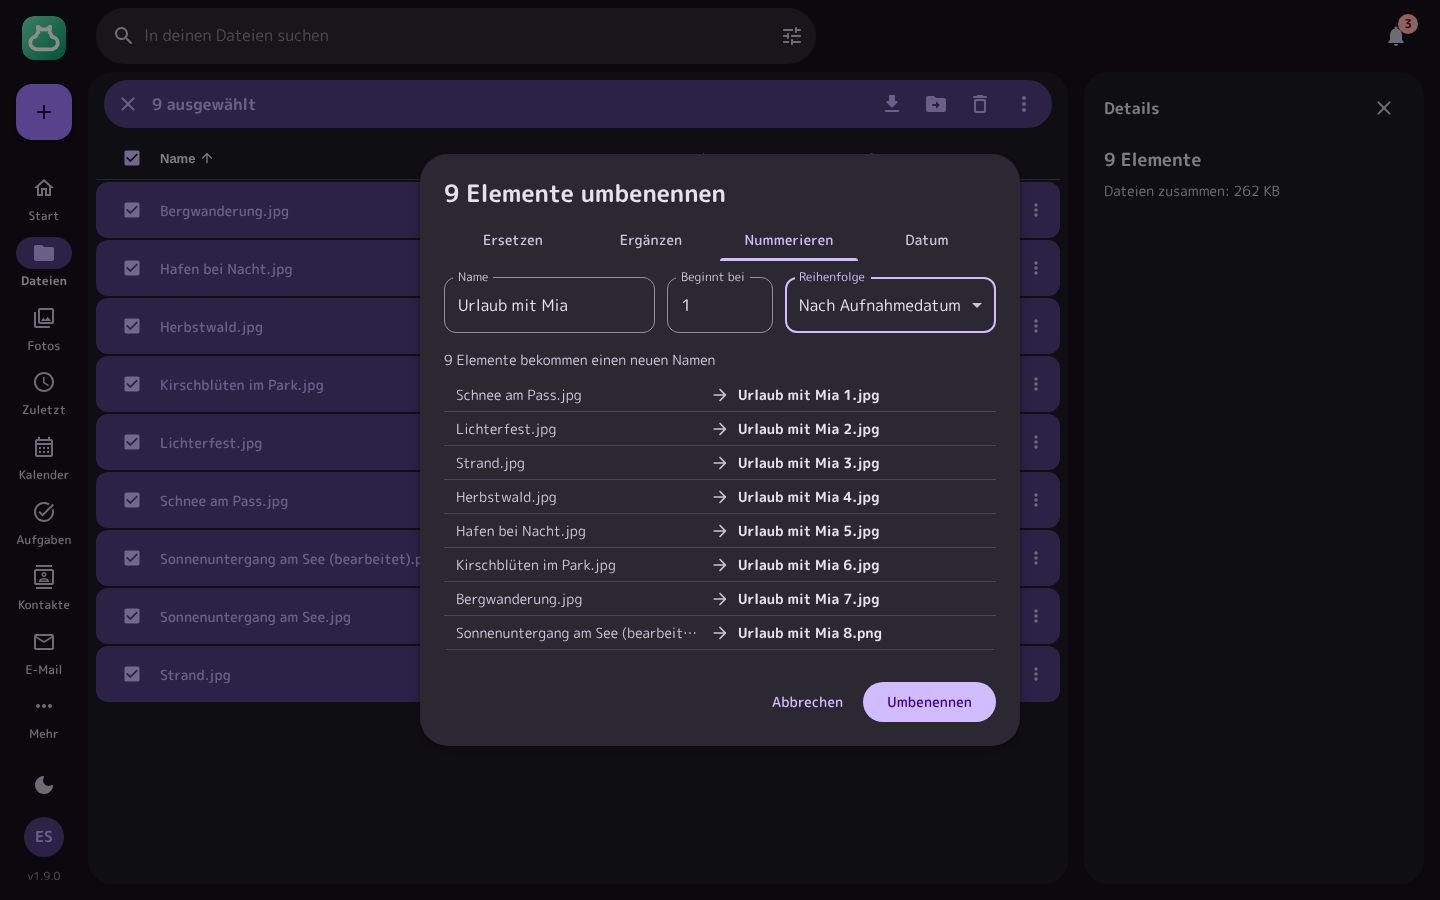 In deinen Dateien suchen
3
9 ausgewählt
Details
Name
9 Elemente
Dateien zusammen: 262 KB
Start
Dateien
Fotos
Zuletzt
Kalender
Aufgaben
Kontakte
E-Mail
Mehr
ES
v1.9.0
Bergwanderung.jpg
Hafen bei Nacht.jpg
Herbstwald.jpg
Kirschblüten im Park.jpg
Lichterfest.jpg
Schnee am Pass.jpg
Sonnenuntergang am See (bearbeitet).p
Sonnenuntergang am See.jpg
Strand.jpg
9 Elemente umbenennen
Ersetzen Ergänzen Nummerieren Datum
Name Beginnt bei Reihenfolge
Urlaub mit Mia 1 Nach Aufnahmedatum
9 Elemente bekommen einen neuen Namen
Schnee am Pass.jpg → Urlaub mit Mia 1.jpg
Lichterfest.jpg → Urlaub mit Mia 2.jpg
Strand.jpg → Urlaub mit Mia 3.jpg
Herbstwald.jpg → Urlaub mit Mia 4.jpg
Hafen bei Nacht.jpg → Urlaub mit Mia 5.jpg
Kirschblüten im Park.jpg → Urlaub mit Mia 6.jpg
Bergwanderung.jpg → Urlaub mit Mia 7.jpg
Sonnenuntergang am See (bearbeit… → Urlaub mit Mia 8.png
Abbrechen Umbenennen